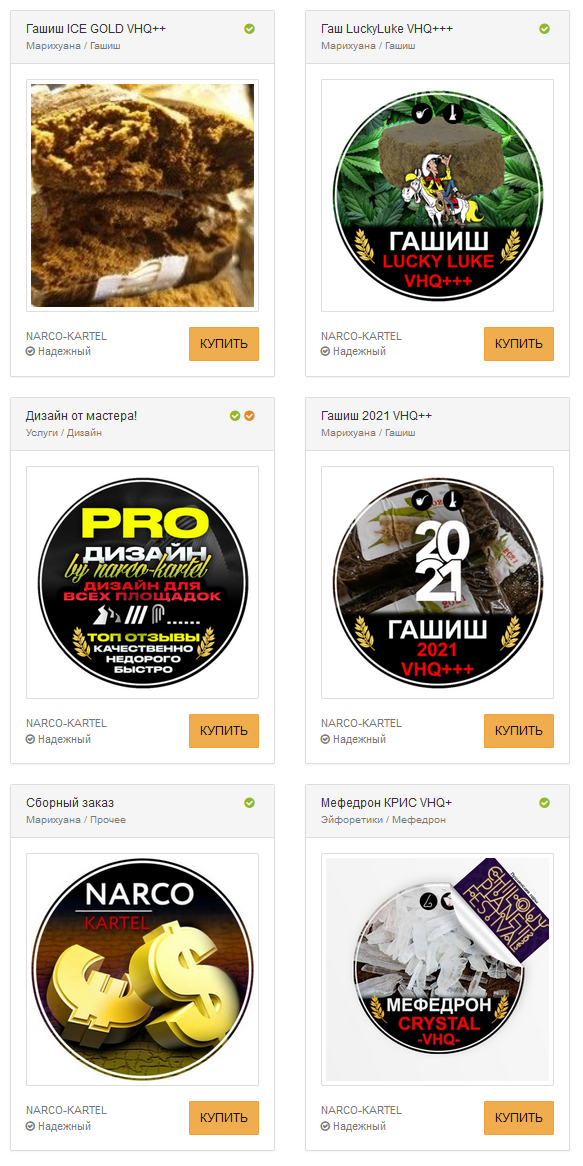 Гашиш ICE GOLD VHQ++
Марихуана / Гашиш
NARCO-KARTEL
Надежный
КУПИТЬ
Гаш LuckyLuke VHQ+++
Марихуана / Гашиш
ГАШИШ
LUCKY LUKE
VHQ+++
NARCO-KARTEL
Надежный
КУПИТЬ
Дизайн от мастера!
Услуги / Дизайн
PRO
ДИЗАЙН
by narco-kartel
ДИЗАЙН ДЛЯ
ВСЕХ ПЛОЩАДОК
ТОП ОТЗЫВЫ
КАЧЕСТВЕННО
НЕДОРОГО
БЫСТРО
NARCO-KARTEL
Надежный
КУПИТЬ
Гашиш 2021 VHQ++
Марихуана / Гашиш
20
21
ГАШИШ
2021
VHQ+++
NARCO-KARTEL
Надежный
КУПИТЬ
Сборный заказ
Марихуана / Прочее
NARCO
KARTEL
NARCO-KARTEL
Надежный
КУПИТЬ
Мефедрон КРИС VHQ+
Эйфоретики / Мефедрон
МЕФЕДРОН
CRYSTAL
-VHQ-
NARCO-KARTEL
Надежный
КУПИТЬ